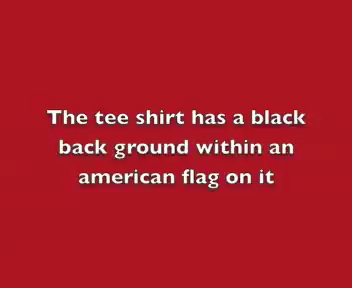 The tee shirt has a black
back ground within an
american flag on it